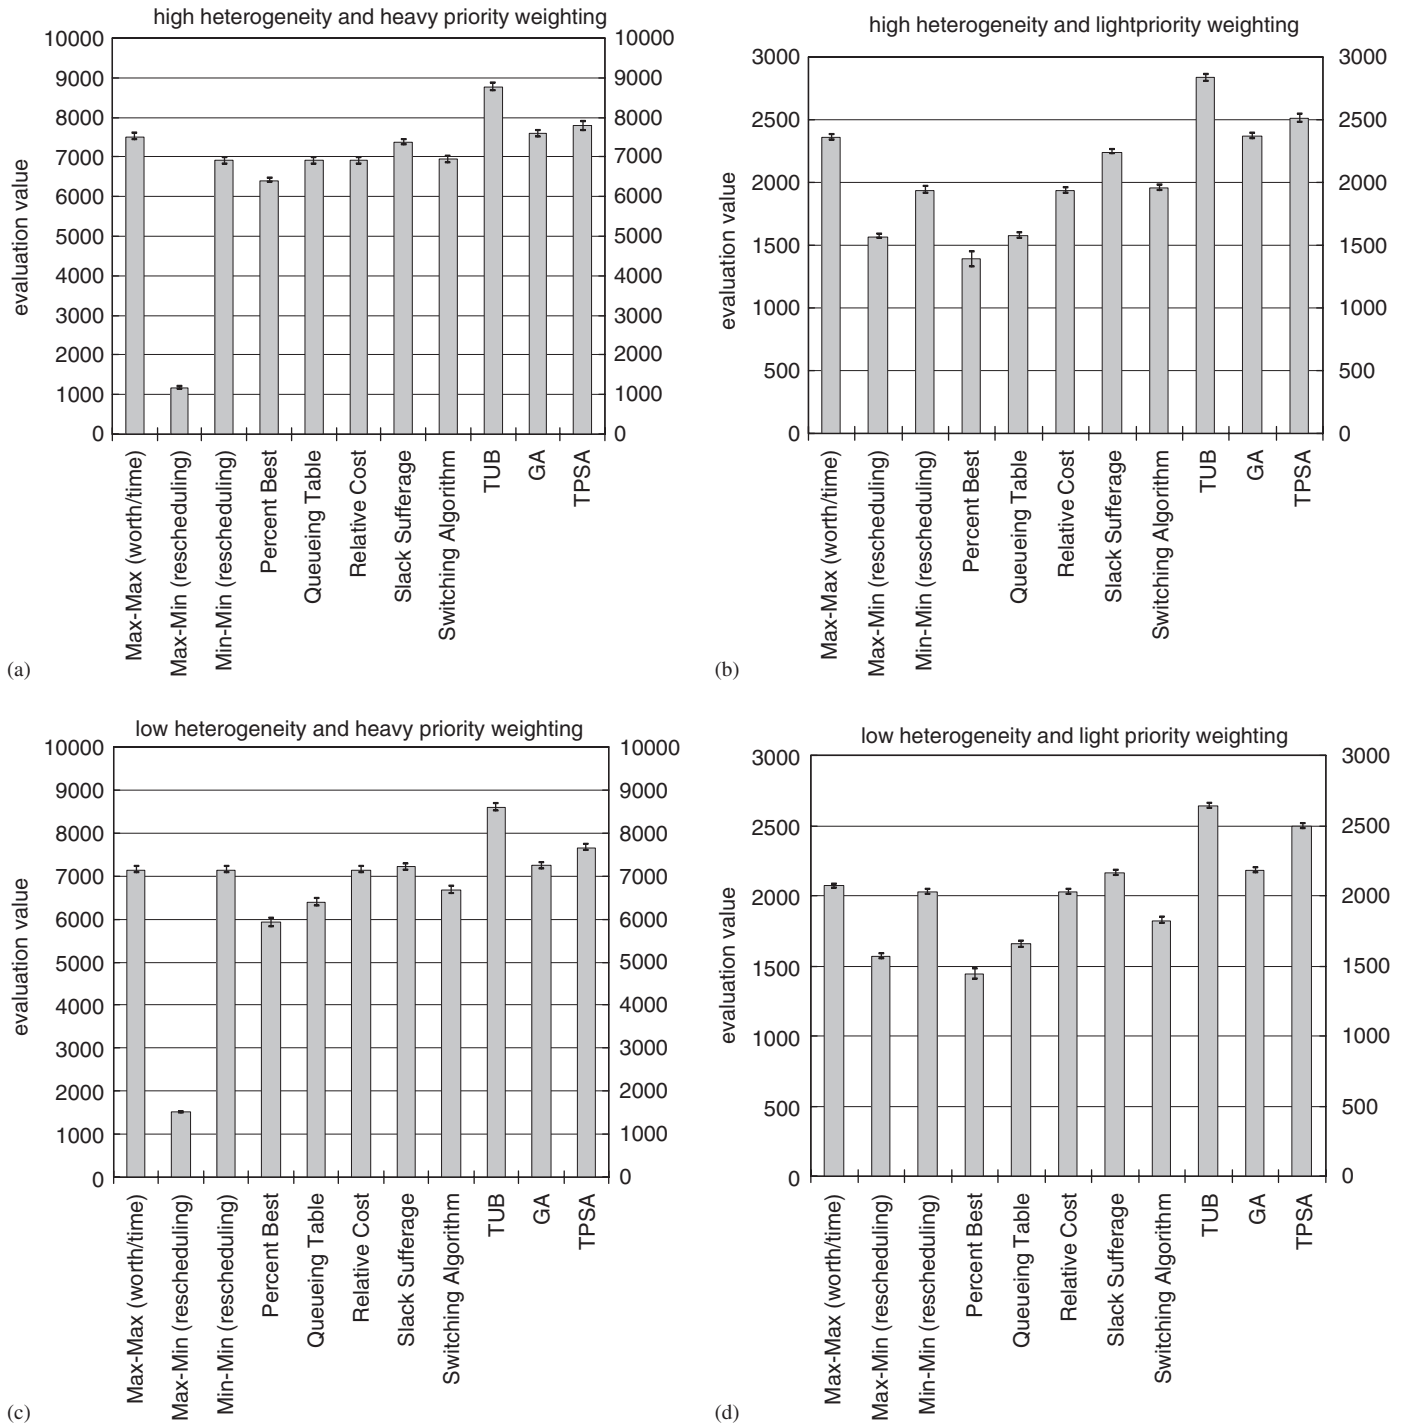 high heterogeneity and heavy priority weighting
10000 10000
9000 9000
8000 8000
7000 7000
6000 6000
5000 5000
4000 4000
3000 3000
2000 2000
1000 1000
0 0
evaluation value
Max-Max (worth/time)
Max-Min (rescheduling)
Min-Min (rescheduling)
Percent Best
Queueing Table
Relative Cost
Slack Sufferage
Switching Algorithm
TUB
GA
TPSA
(a)
high heterogeneity and lightpriority weighting
3000 3000
2500 2500
2000 2000
1500 1500
1000 1000
500 500
0 0
evaluation value
Max-Max (worth/time)
Max-Min (rescheduling)
Min-Min (rescheduling)
Percent Best
Queueing Table
Relative Cost
Slack Sufferage
Switching Algorithm
TUB
GA
TPSA
(b)
low heterogeneity and heavy priority weighting
10000 10000
9000 9000
8000 8000
7000 7000
6000 6000
5000 5000
4000 4000
3000 3000
2000 2000
1000 1000
0 0
evaluation value
Max-Max (worth/time)
Max-Min (rescheduling)
Min-Min (rescheduling)
Percent Best
Queueing Table
Relative Cost
Slack Sufferage
Switching Algorithm
TUB
GA
TPSA
(c)
low heterogeneity and light priority weighting
3000 3000
2500 2500
2000 2000
1500 1500
1000 1000
500 500
0 0
evaluation value
Max-Max (worth/time)
Max-Min (rescheduling)
Min-Min (rescheduling)
Percent Best
Queueing Table
Relative Cost
Slack Sufferage
Switching Algorithm
TUB
GA
TPSA
(d)